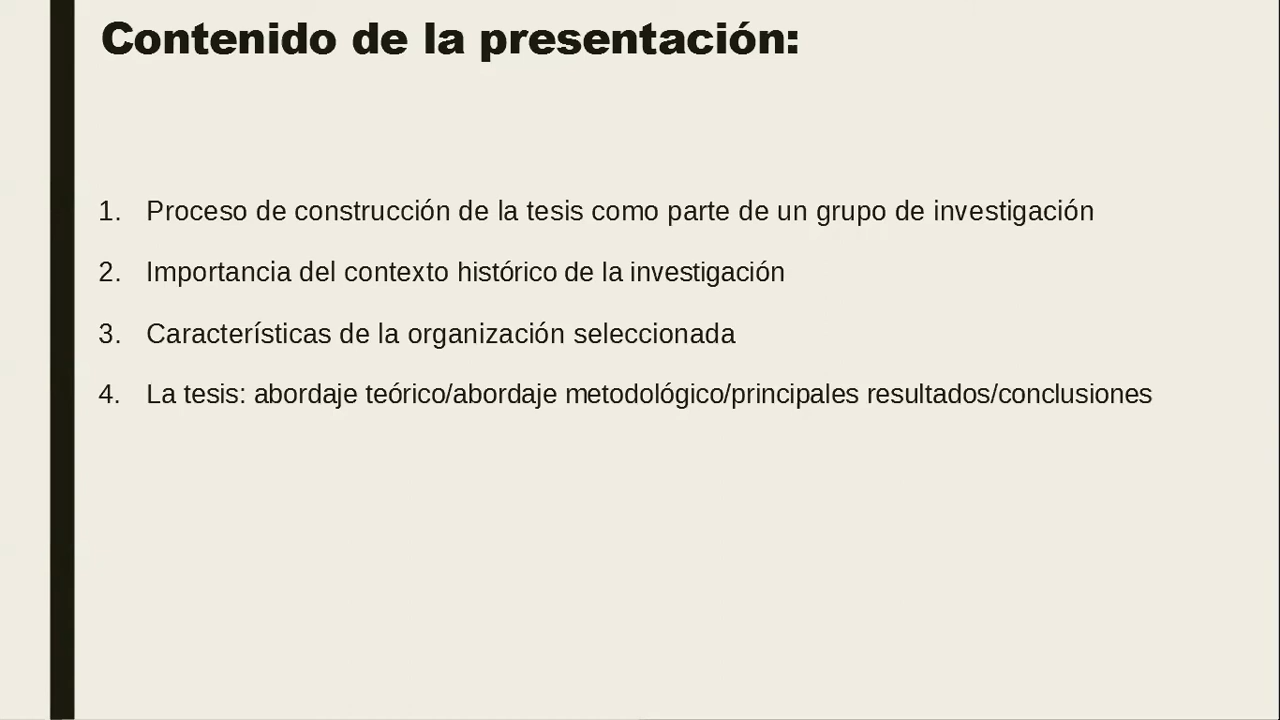 Contenido de la presentación:
1. Proceso de construcción de la tesis como parte de un grupo de investigación
2. Importancia del contexto histórico de la investigación
3. Características de la organización seleccionada
4. La tesis: abordaje teórico/abordaje metodológico/principales resultados/conclusiones